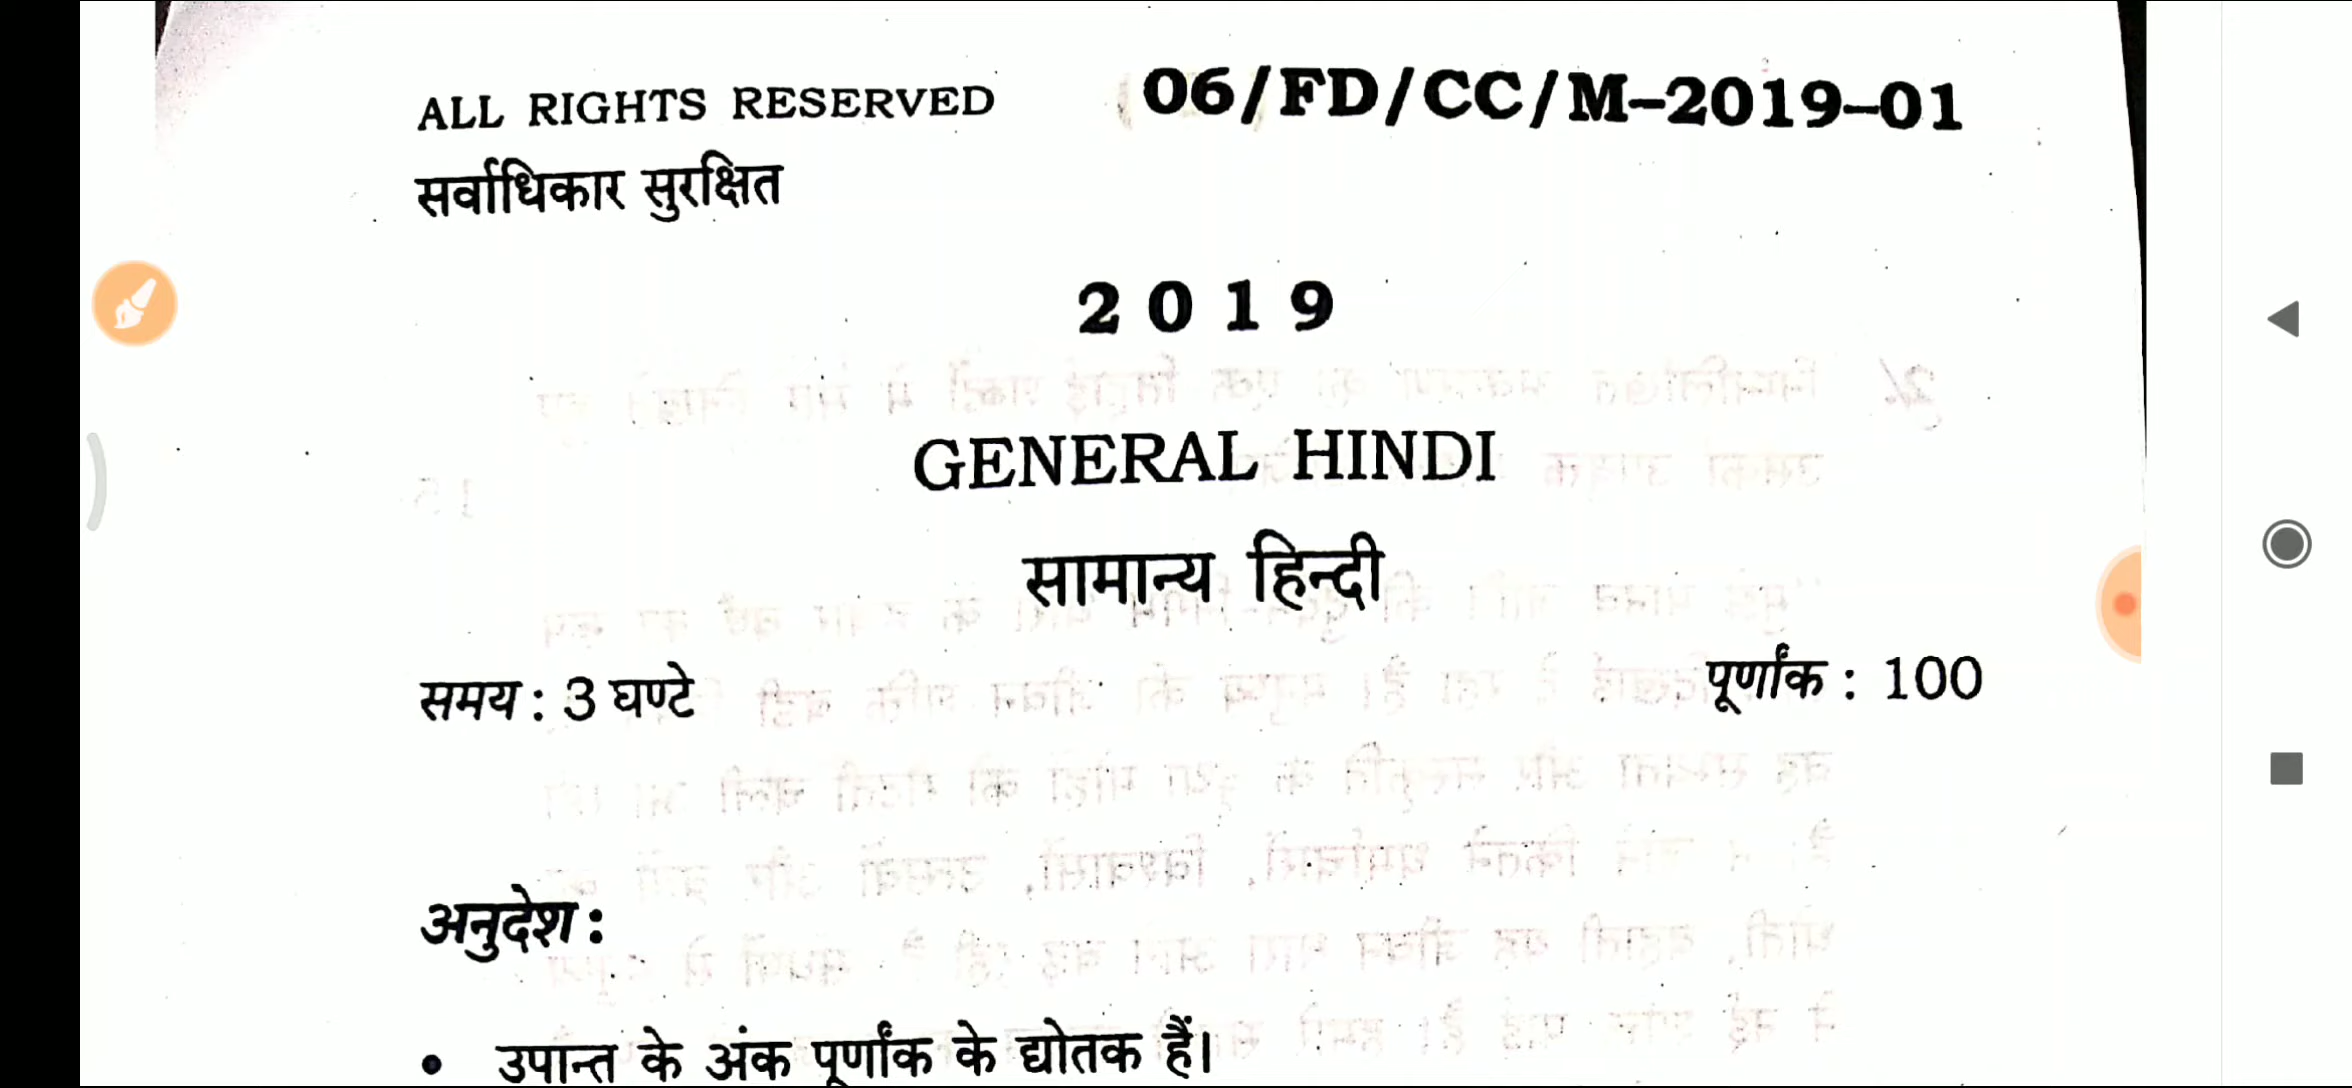 ALL RIGHTS RESERVED 06/FD/CC/M–2019–01
सर्वाधिकार सुरक्षित
2019
GENERAL HINDI
सामान्य हिन्दी
समय : 3 घण्टे पूर्णांक : 100
अनुदेश :
• उपान्त के अंक पूर्णांक के द्योतक हैं।